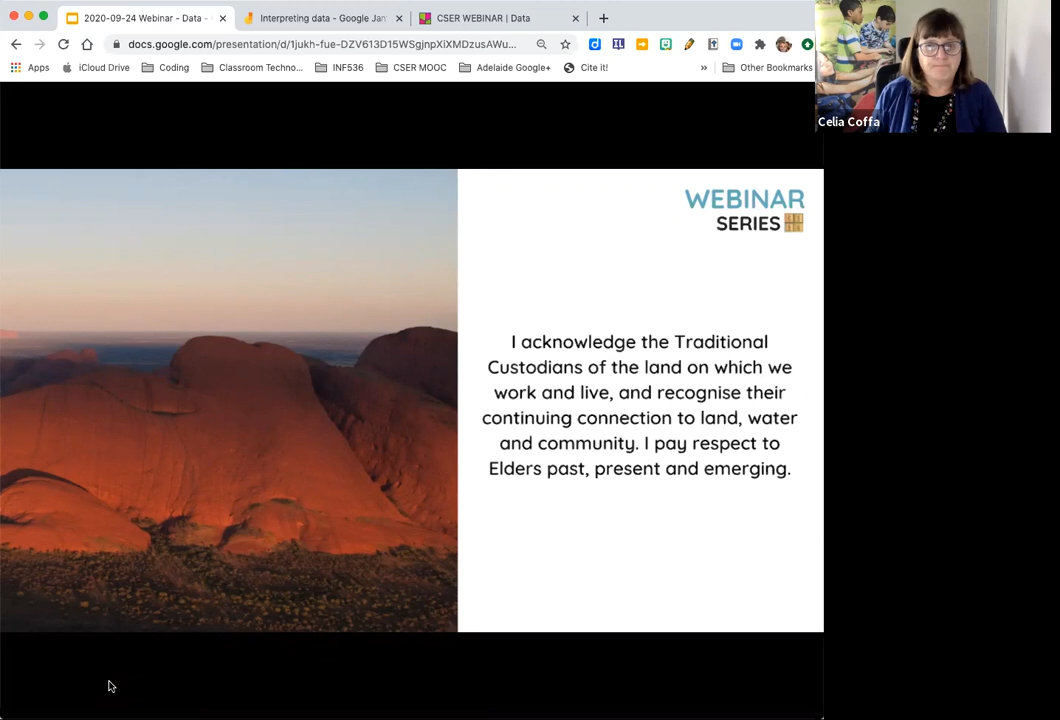 2020-09-24 Webinar - Data -
Interpreting data - Google Jam
CSER WEBINAR | Data
docs.google.com/presentation/d/1jukh-fue-DZV613D15WSgjnpXiXMDzusAWu...
Apps
iCloud Drive
Coding
Classroom Techno...
INF536
CSER MOOC
Adelaide Google+
Cite it!
»
Other Bookmarks
Celia Coffa
WEBINAR
SERIES
I acknowledge the Traditional
Custodians of the land on which we
work and live, and recognise their
continuing connection to land, water
and community. I pay respect to
Elders past, present and emerging.